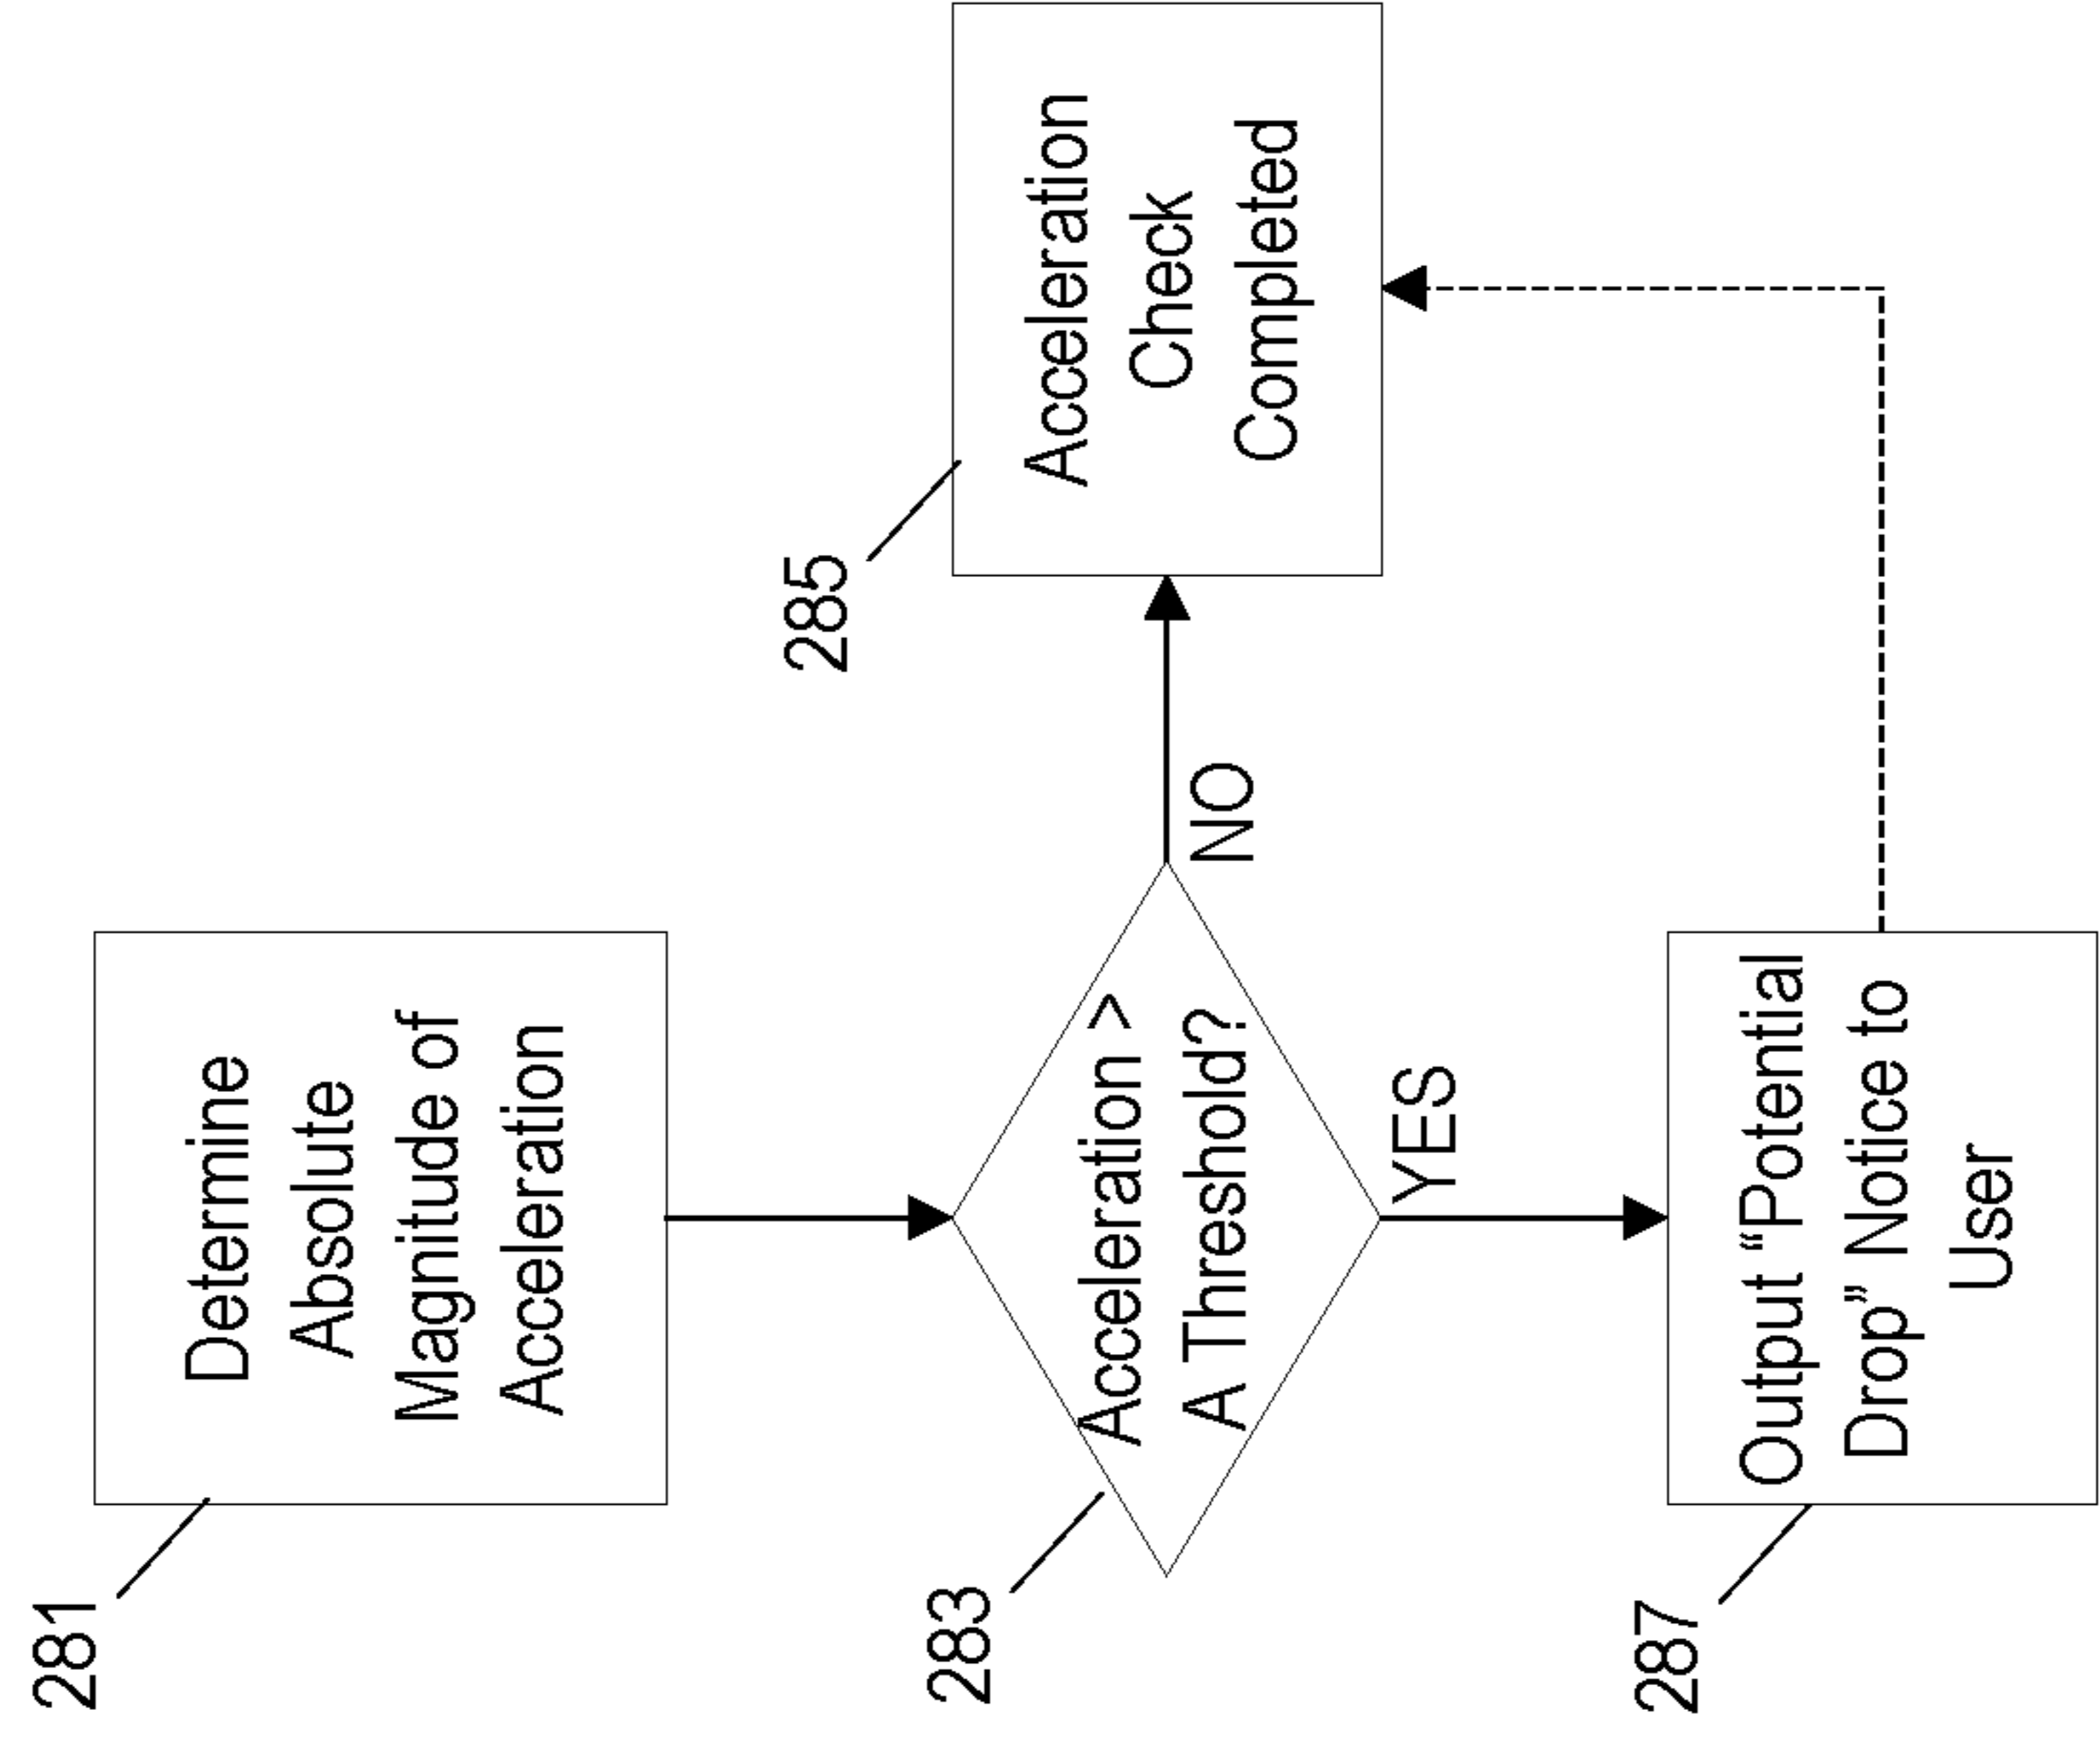 281
Determine
Absolute
Magnitude of
Acceleration
283
Acceleration >
A Threshold?
NO
YES
285
Acceleration
Check
Completed
287
Output “Potential
Drop” Notice to
User